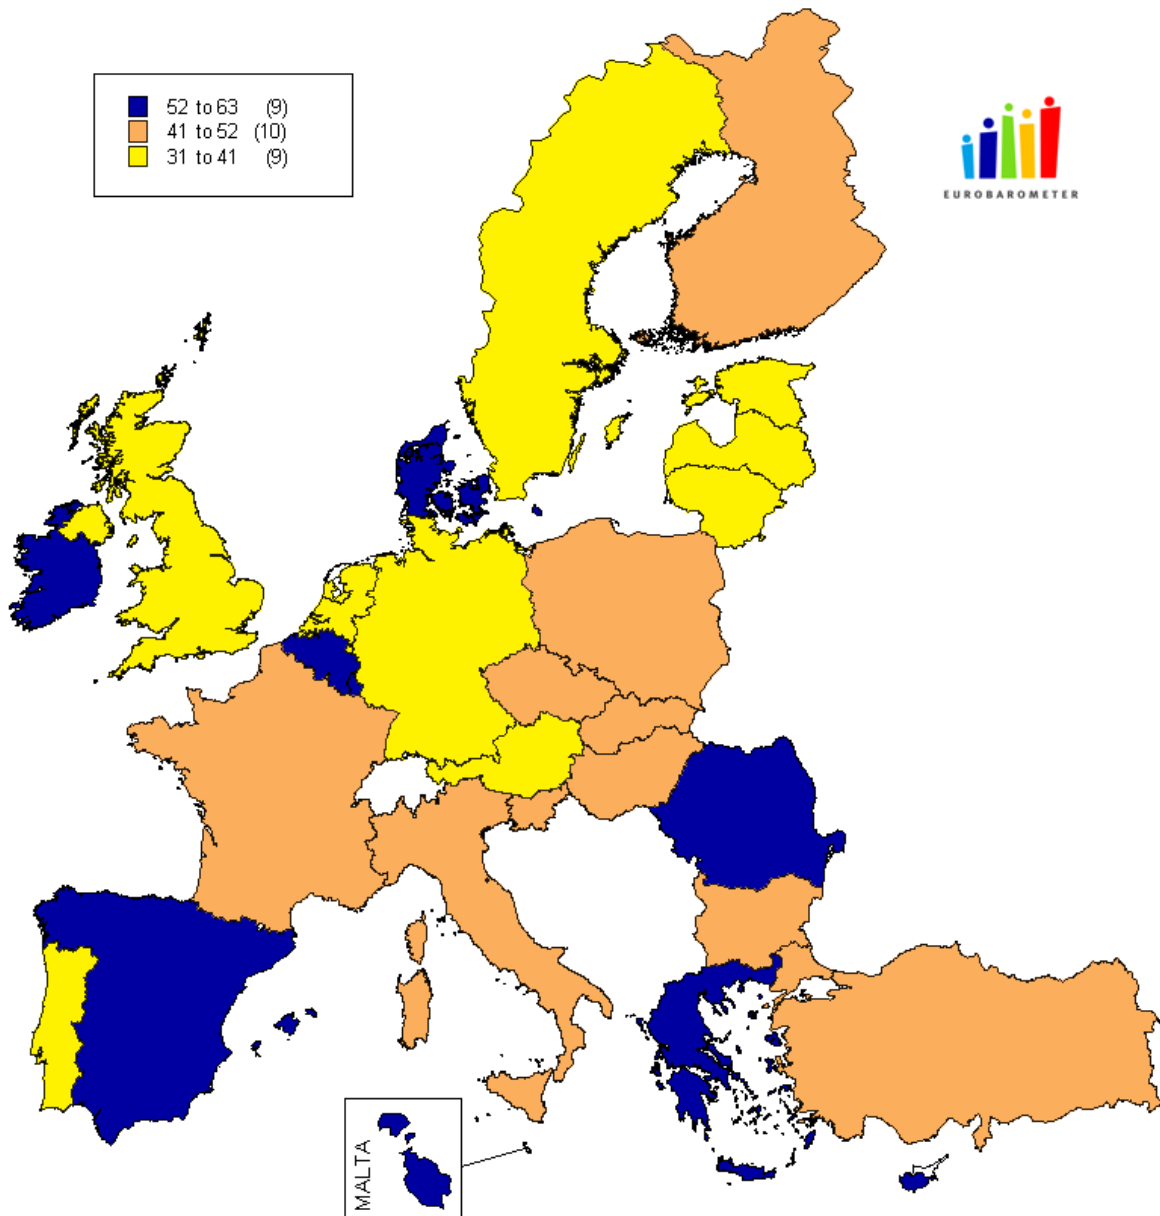 52 to 63 (9)
41 to 52 (10)
31 to 41 (9)
EUROBAROMETER
MALTA